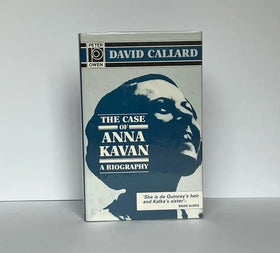 PETER
OWEN
DAVID CALLARD
THE CASE
OF
ANNA
KAVAN
A BIOGRAPHY
'She is de Quincey's heir
and Kafka's sister'–
BRIAN ALDISS